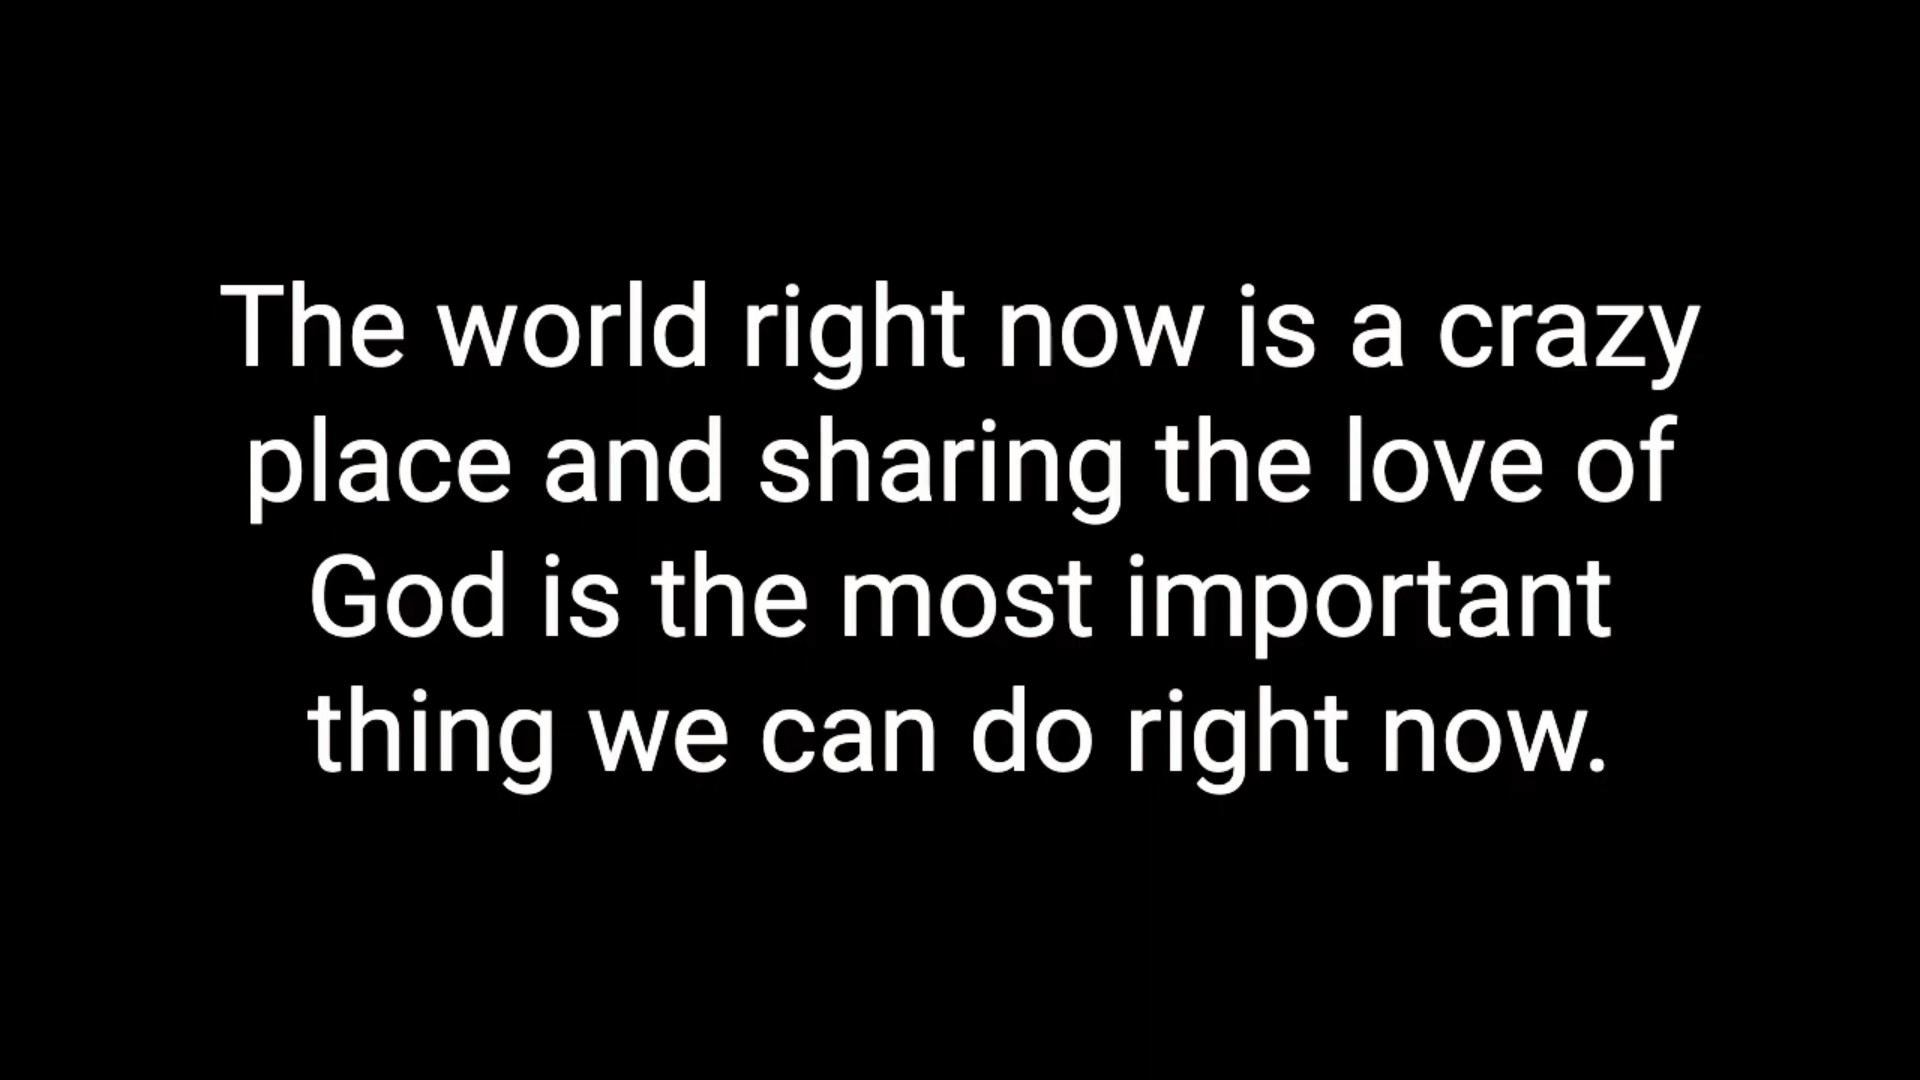 The world right now is a crazy
place and sharing the love of
God is the most important
thing we can do right now.